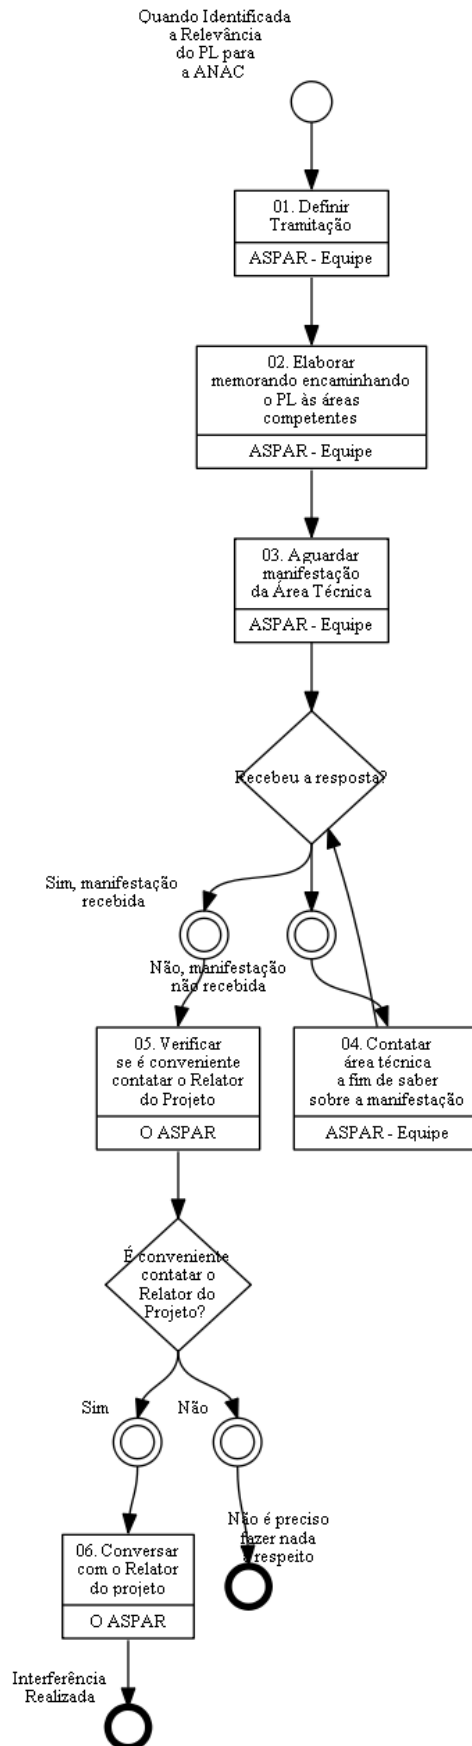 Quando Identificada
a Relevância
do PL para
a ANAC
01. Definir
Tramitação
ASPAR - Equipe
02. Elaborar
memorando encaminhando
o PL às áreas
competentes
ASPAR - Equipe
03. Aguardar
manifestação
da Área Técnica
ASPAR - Equipe
Recebeu a resposta?
Sim, manifestação
recebida
Não, manifestação
não recebida
05. Verificar
se é conveniente
contatar o Relator
do Projeto
O ASPAR
04. Contatar
área técnica
a fim de saber
sobre a manifestação
ASPAR - Equipe
É conveniente
contatar o
Relator do
Projeto?
Sim
Não
Não é preciso
fazer nada
a respeito
06. Conversar
com o Relator
do projeto
O ASPAR
Interferência
Realizada